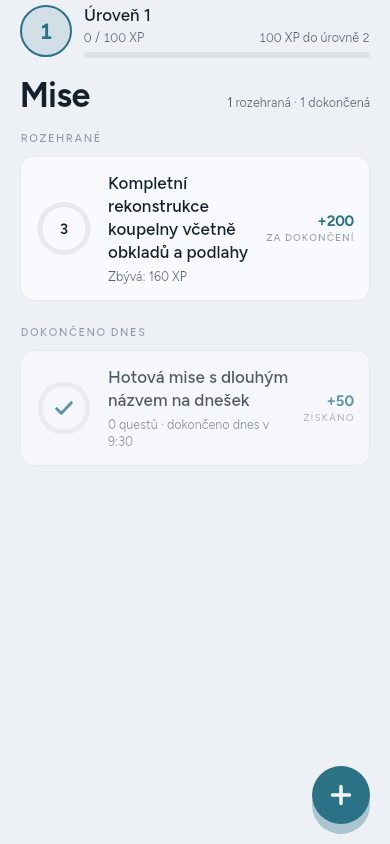 1
Úroveň 1
0 / 100 XP
100 XP do úrovně 2
Mise
1 rozehraná · 1 dokončená
ROZEHRANÉ
3
Kompletní
rekonstrukce
koupelny včetně
obkladů a podlahy
Zbývá: 160 XP
+200
ZA DOKONČENÍ
DOKONČENO DNES
Hotová mise s dlouhým
názvem na dnešek
0 questů · dokončeno dnes v
9:30
+50
ZÍSKÁNO